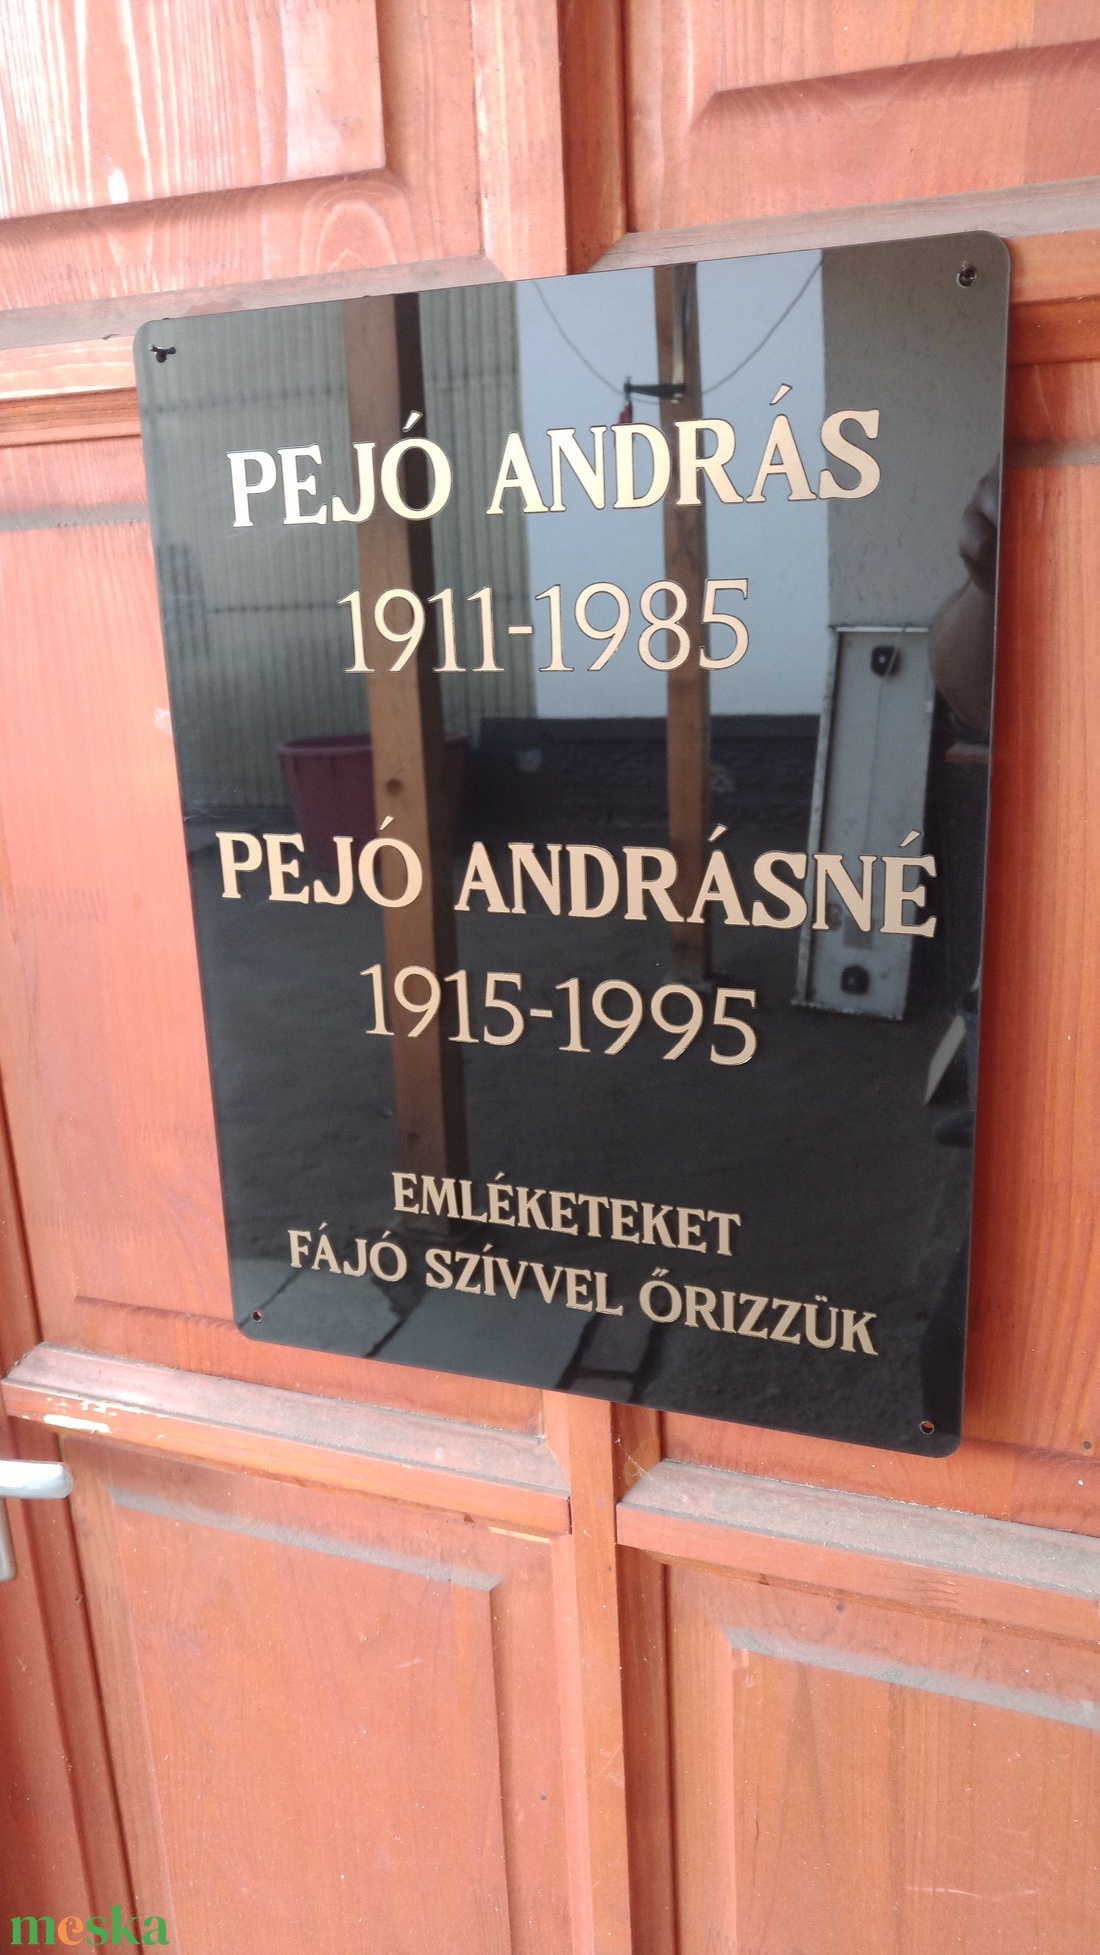 PEJÓ ANDRÁS
1911-1985
PEJÓ ANDRÁSNÉ
1915-1995
EMLÉKETEKET
FÁJÓ SZÍVVEL ŐRIZZÜK
meska